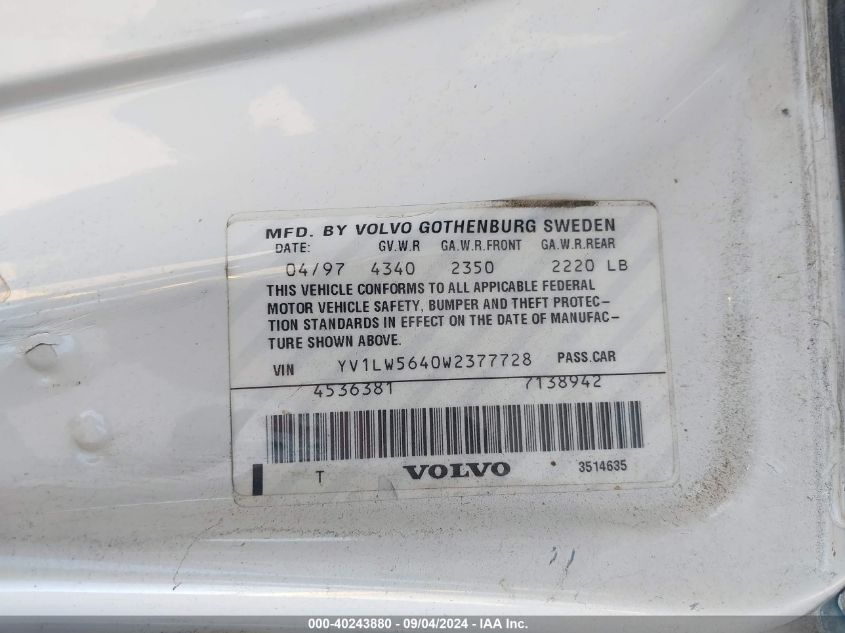 MFD. BY VOLVO GOTHENBURG SWEDEN
DATE: GV.W.R GA.W.R.FRONT GA.W.R.REAR
04/97 4340 2350 2220 LB
THIS VEHICLE CONFORMS TO ALL APPICABLE FEDERAL
MOTOR VEHICLE SAFETY, BUMPER AND THEFT PROTEC-
TION STANDARDS IN EFFECT ON THE DATE OF MANUFAC-
TURE SHOWN ABOVE.
VIN YV1LW5640W2377728 PASS.CAR
4536381 7138942
T VOLVO 3514635
000-40243880 - 09/04/2024 - IAA Inc.